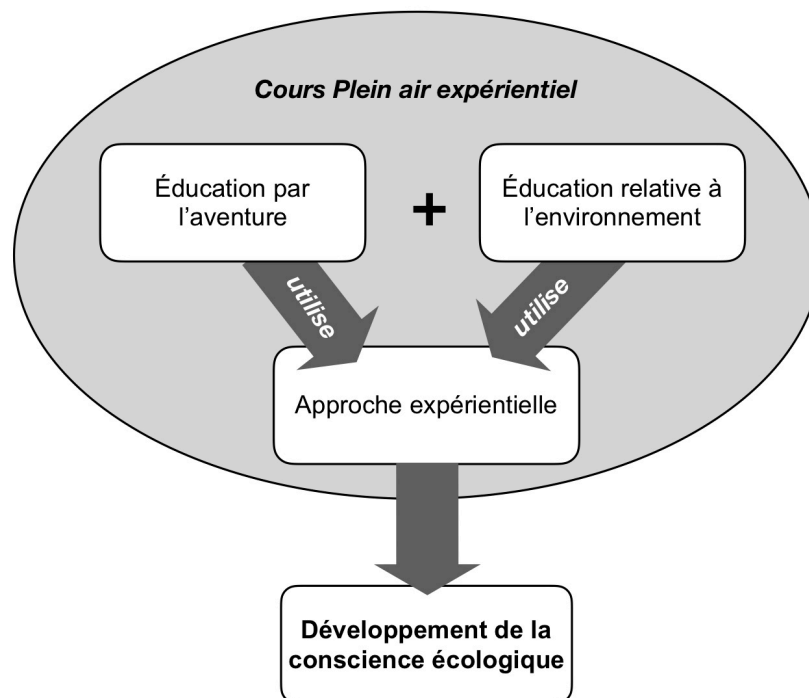 Cours Plein air expérientiel
Éducation par
l’aventure
+
Éducation relative à
l’environnement
utilise
utilise
Approche expérientielle
Développement de la
conscience écologique